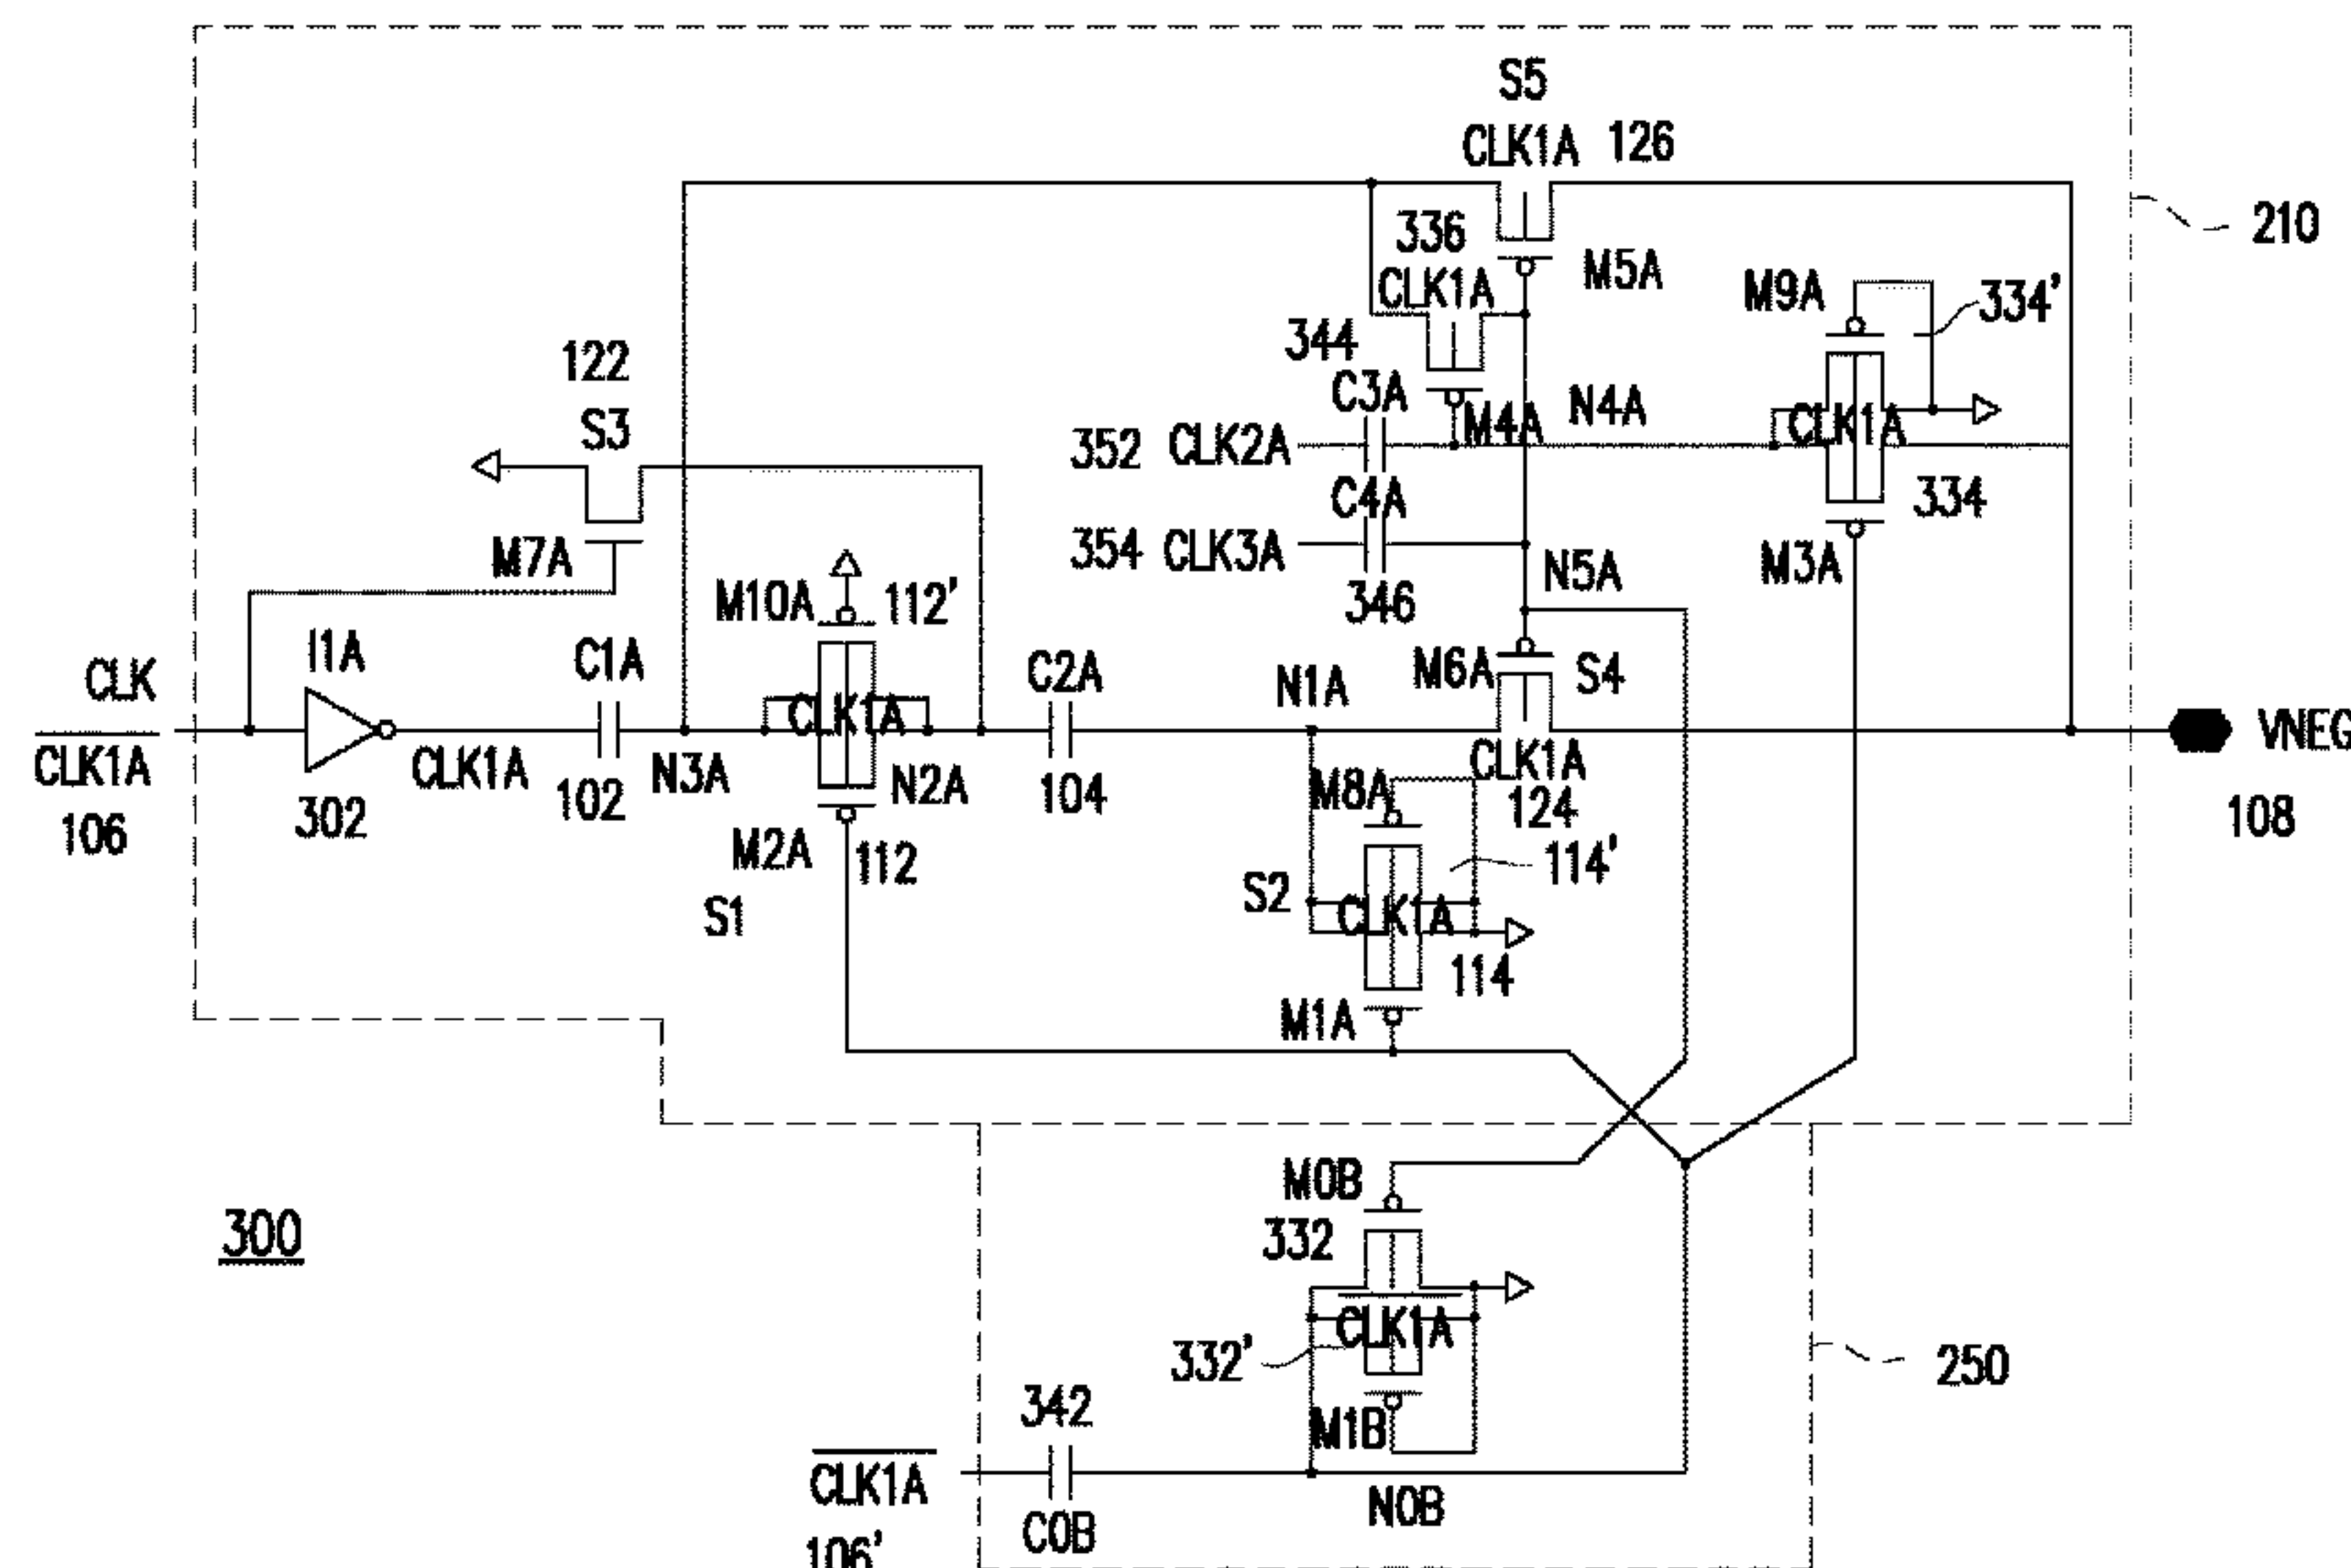 S5
CLK1A 126
210
336
CLK1A
M5A
M9A
334'
344
C3A
M4A
N4A
CLK1A
122
S3
352 CLK2A
C4A
334
M7A
354 CLK3A
346
N5A
M3A
M10A
112'
I1A
C1A
C2A
N1A
M6A
S4
CLK
CLK1A
106
302
CLK1A
102
N3A
CLK1A
N2A
104
CLK1A
124
VNEG
108
M8A
M2A
112
S1
S2
114'
CLK1A
114
M1A
300
M0B
332
CLK1A
332'
250
342
M1B
CLK1A
106'
C0B
N0B